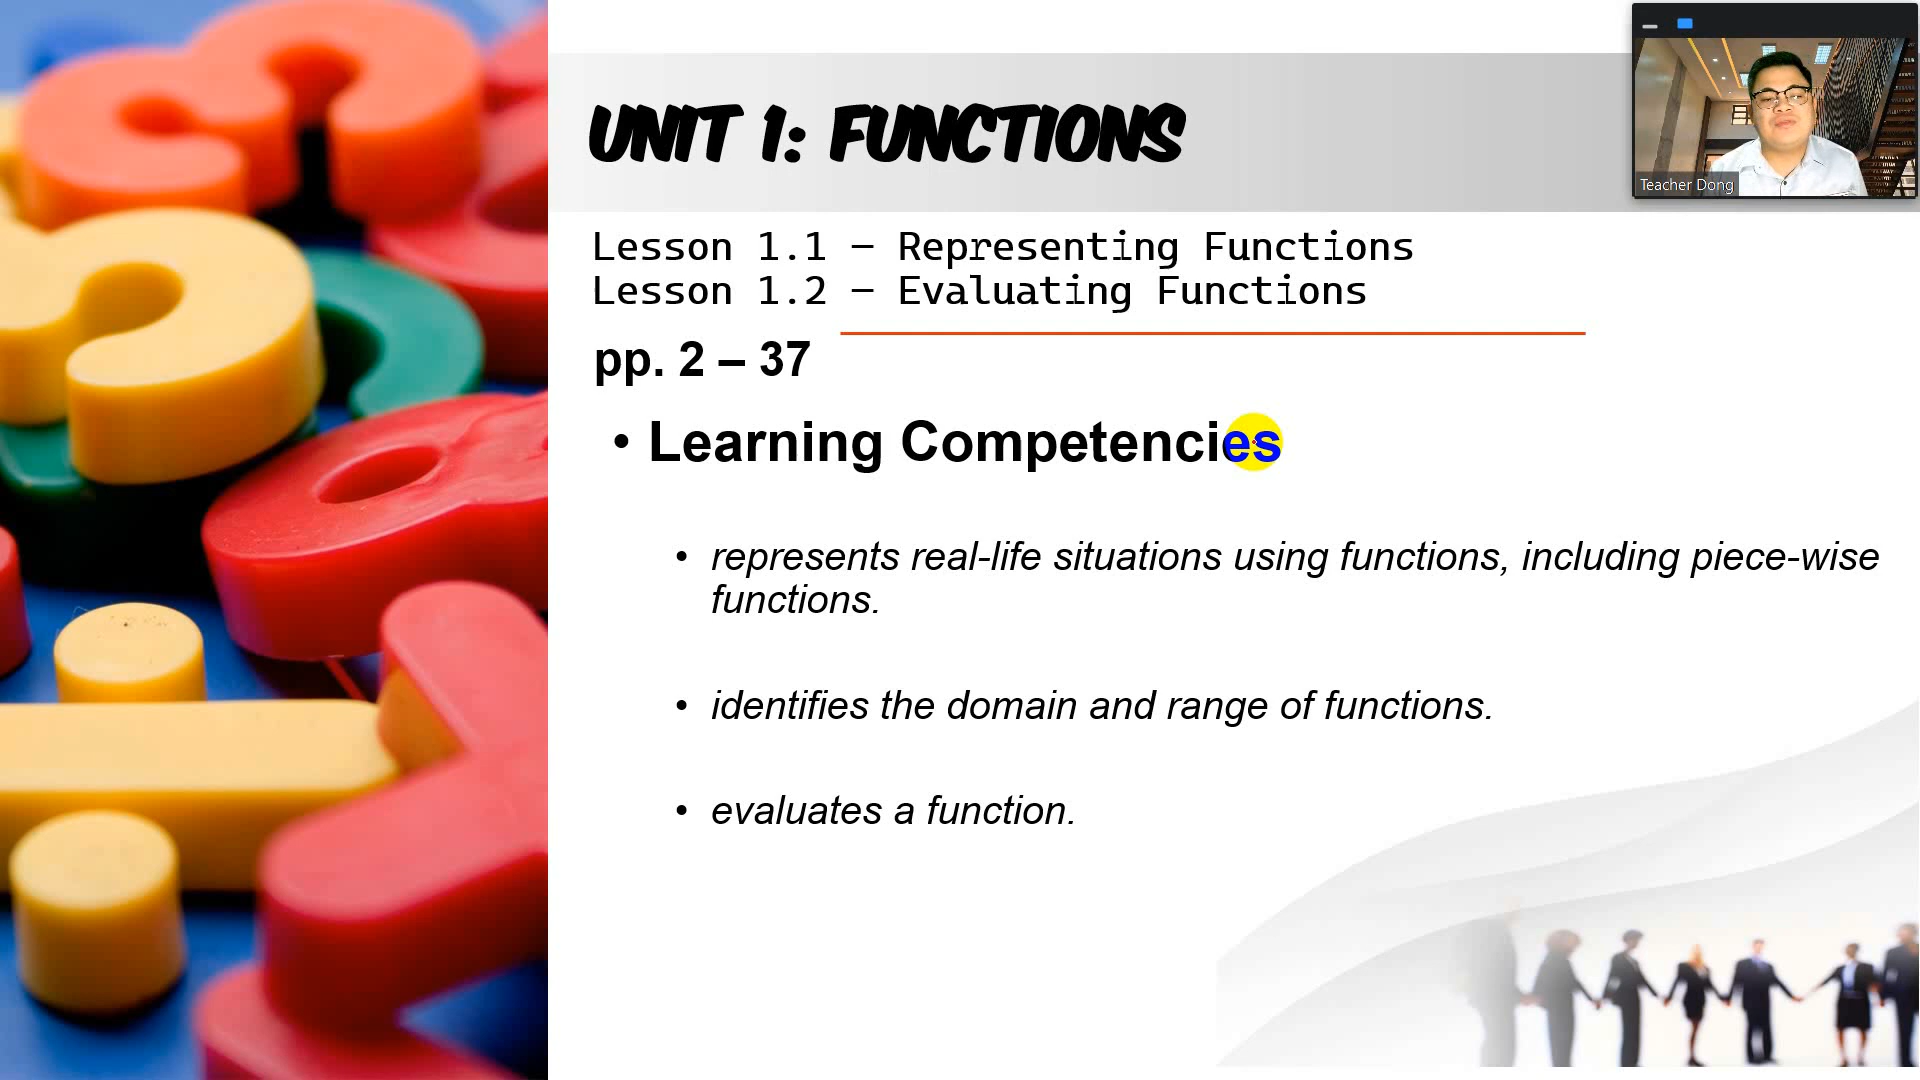 UNIT 1: FUNCTIONS
Teacher Dong
Lesson 1.1 – Representing Functions
Lesson 1.2 – Evaluating Functions
pp. 2 – 37
• Learning Competencies
• represents real-life situations using functions, including piece-wise
functions.
• identifies the domain and range of functions.
• evaluates a function.